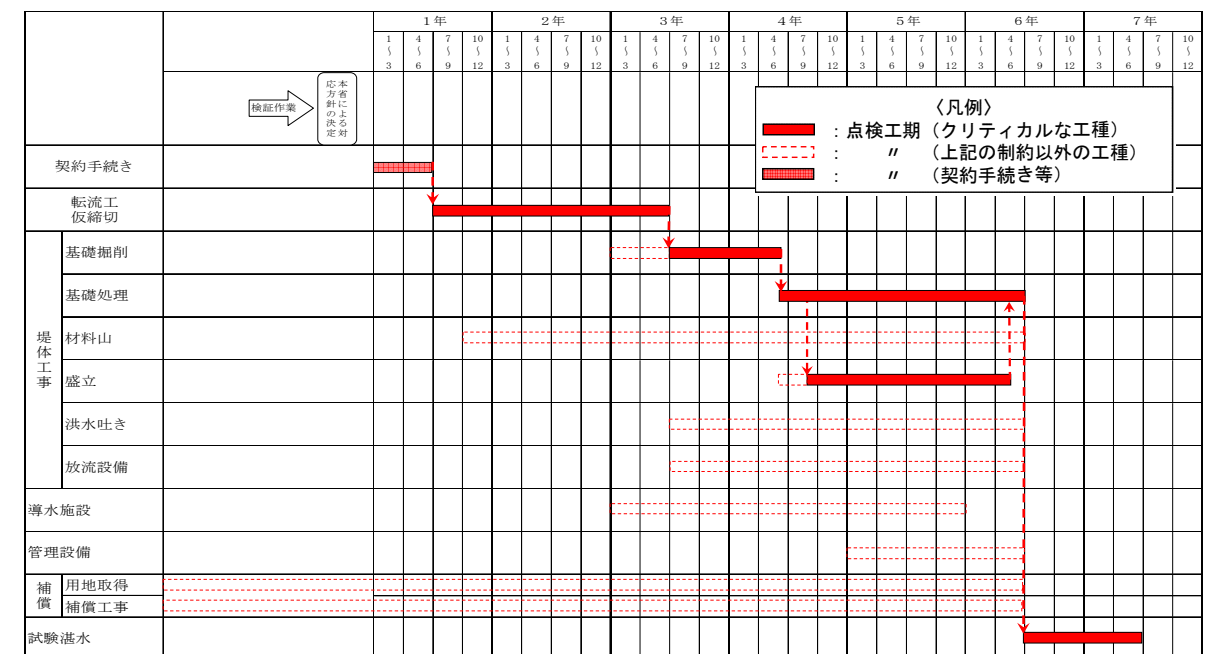 1年 2年 3年 4年 5年 6年 7年
1〜3 4〜6 7〜9 10〜12 1〜3 4〜6 7〜9 10〜12 1〜3 4〜6 7〜9 10〜12 1〜3 4〜6 7〜9 10〜12 1〜3 4〜6 7〜9 10〜12 1〜3 4〜6 7〜9 10〜12 1〜3 4〜6 7〜9 10〜12
検証作業
本省による対
応方針の決定
〈凡例〉
：点検工期（クリティカルな工種）
： 〃 （上記の制約以外の工種）
： 〃 （契約手続き等）
契約手続き
転流工
仮締切
堤体工事
基礎掘削
基礎処理
材料山
盛立
洪水吐き
放流設備
導水施設
管理設備
補償
用地取得
補償工事
試験湛水